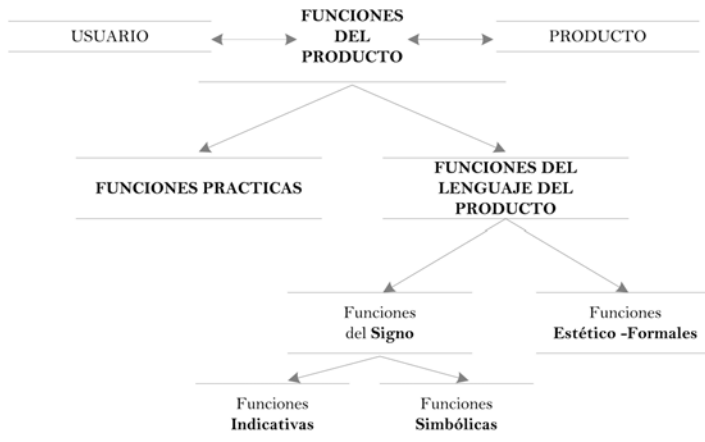 USUARIO
FUNCIONES
DEL
PRODUCTO
PRODUCTO
FUNCIONES PRACTICAS
FUNCIONES DEL
LENGUAJE DEL
PRODUCTO
Funciones
del Signo
Funciones
Estético -Formales
Funciones
Indicativas
Funciones
Simbólicas